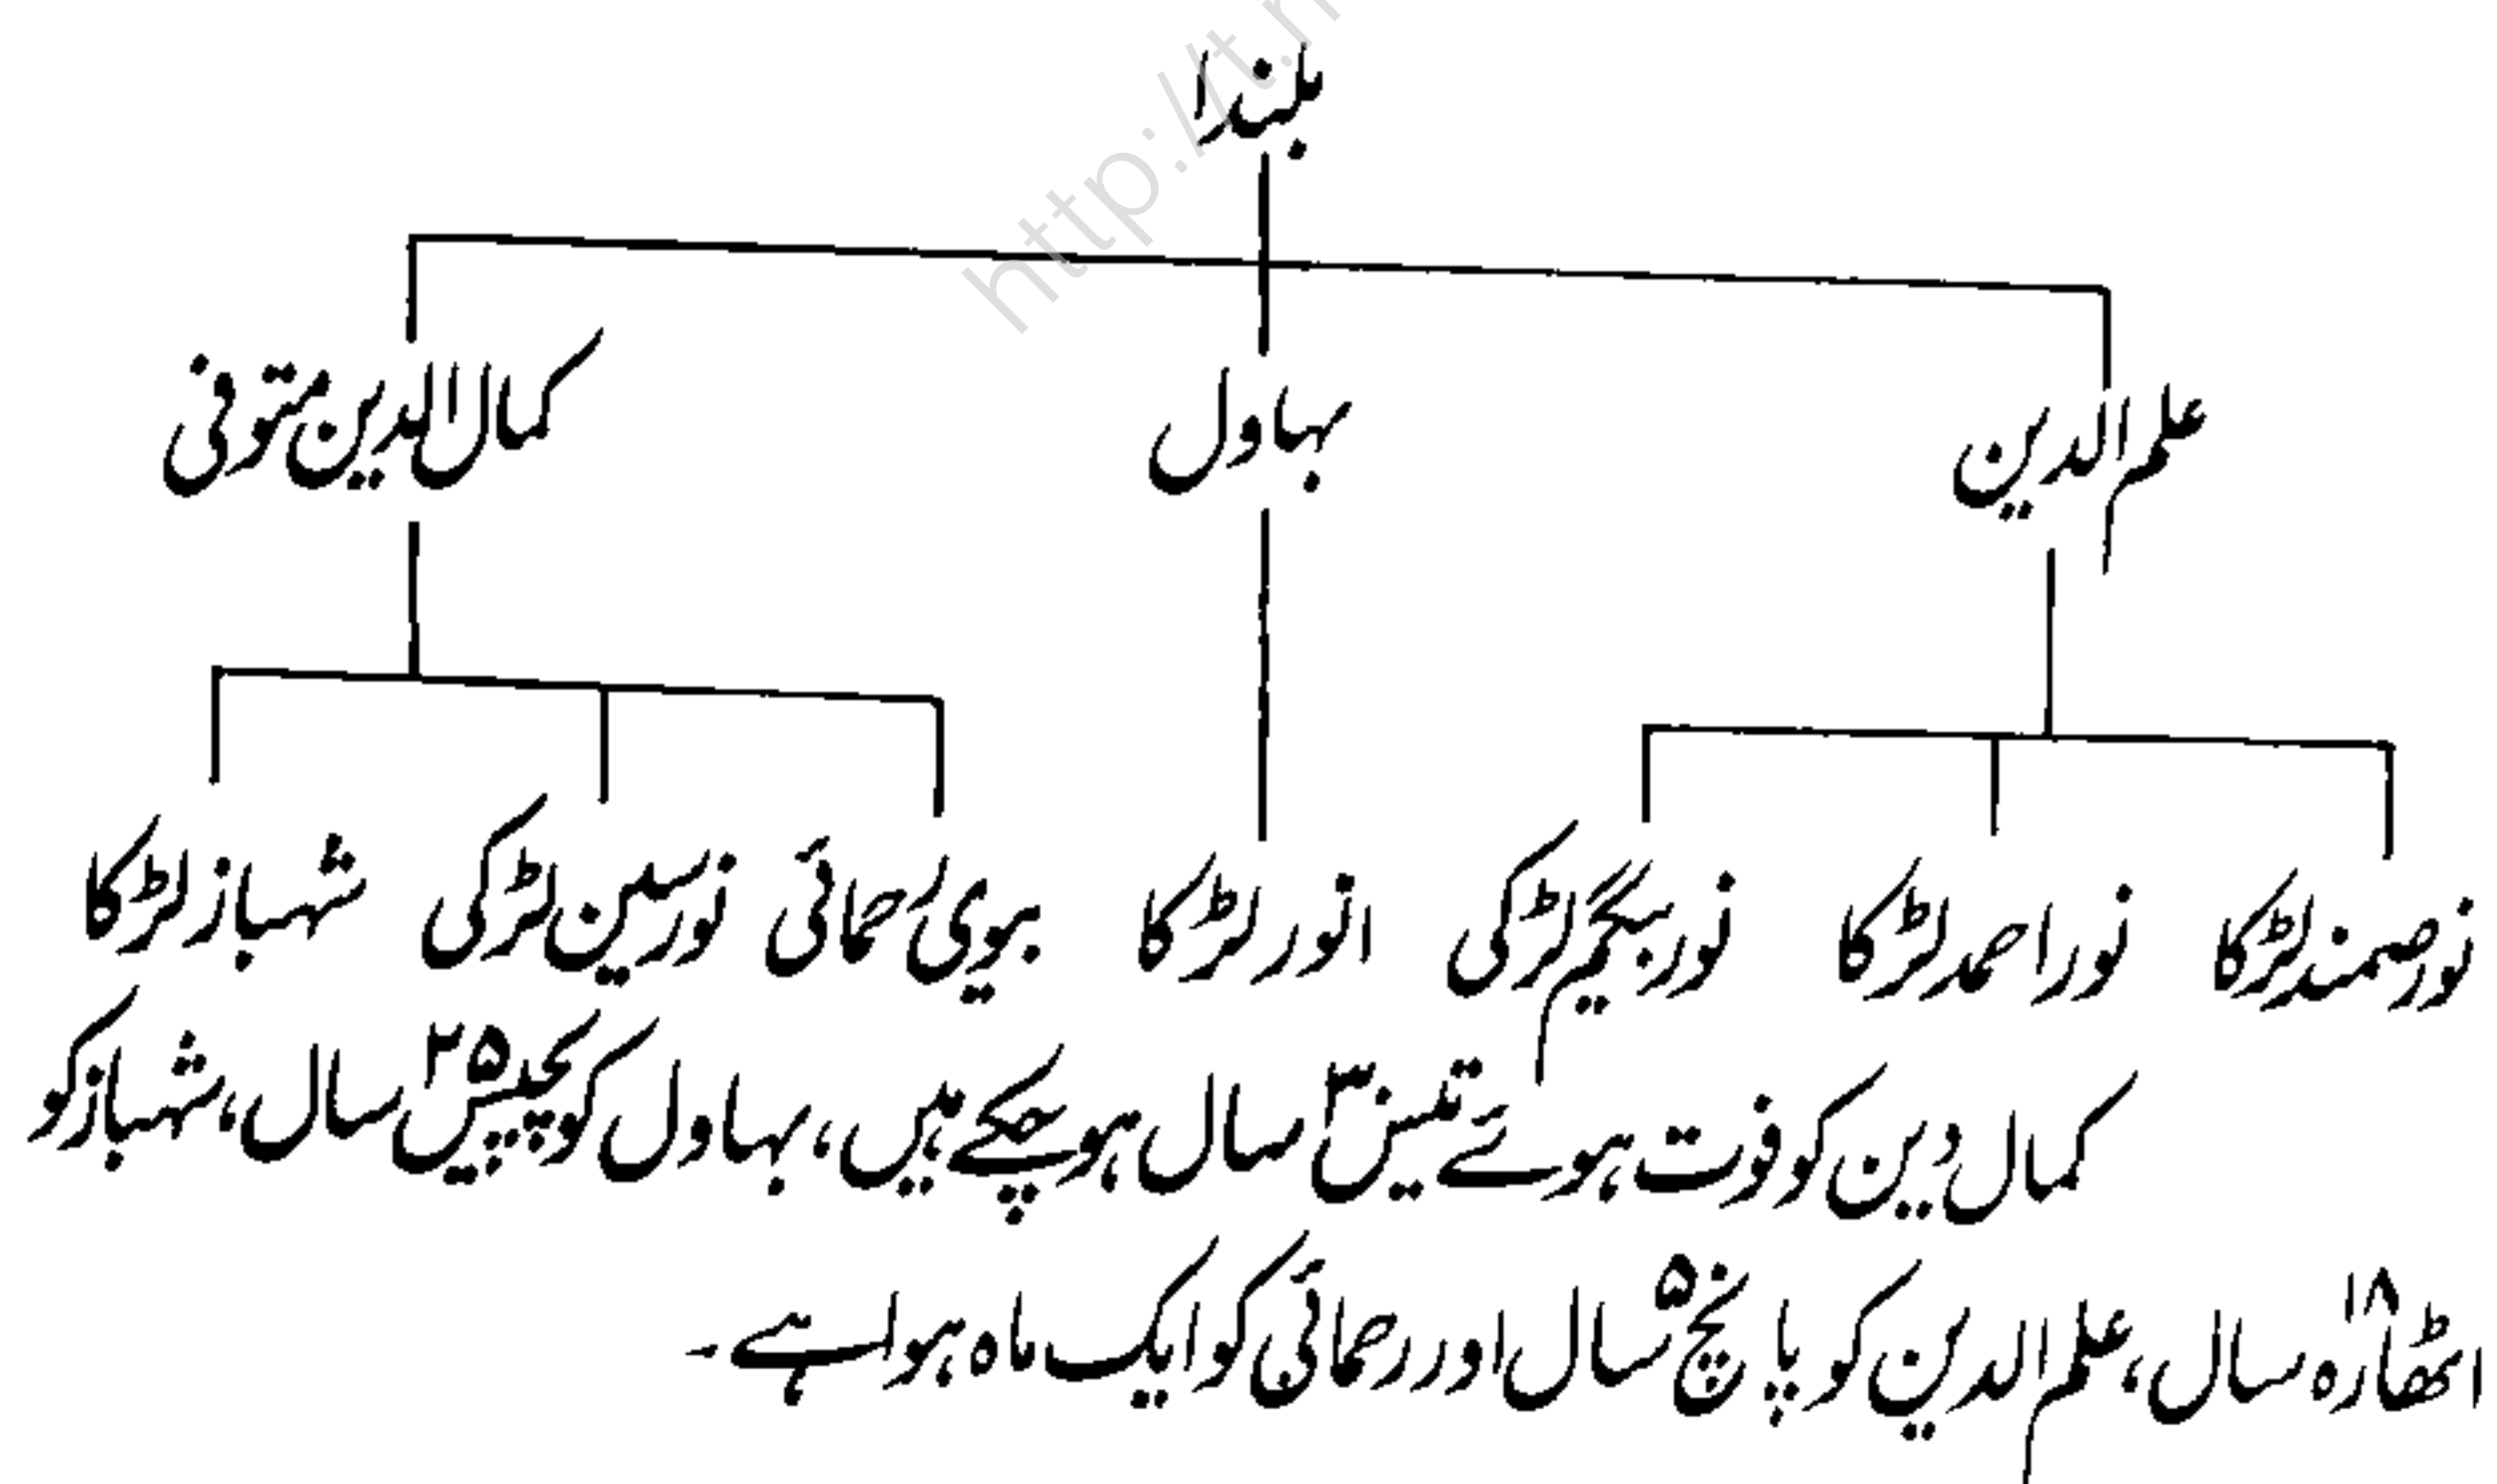 بلندا
http://t.m
علم الدین بہاول کمال الدین متوفی
نور صمند لڑکا نور احمد لڑکا نور بیگم لڑکی انور لڑکا بیوی رحمائی نور سین لڑکی شہباز لڑکا
کمال دین کو فوت ہوئے تیس ۳۰ سال ہو چکے ہیں، بہاول کو پچیس ۲۵ سال، شہباز کو
اٹھارہ ۱۸ سال، علم الدین کو پانچ ۵ سال اور رحمائی کو ایک ماہ ہوا ہے۔